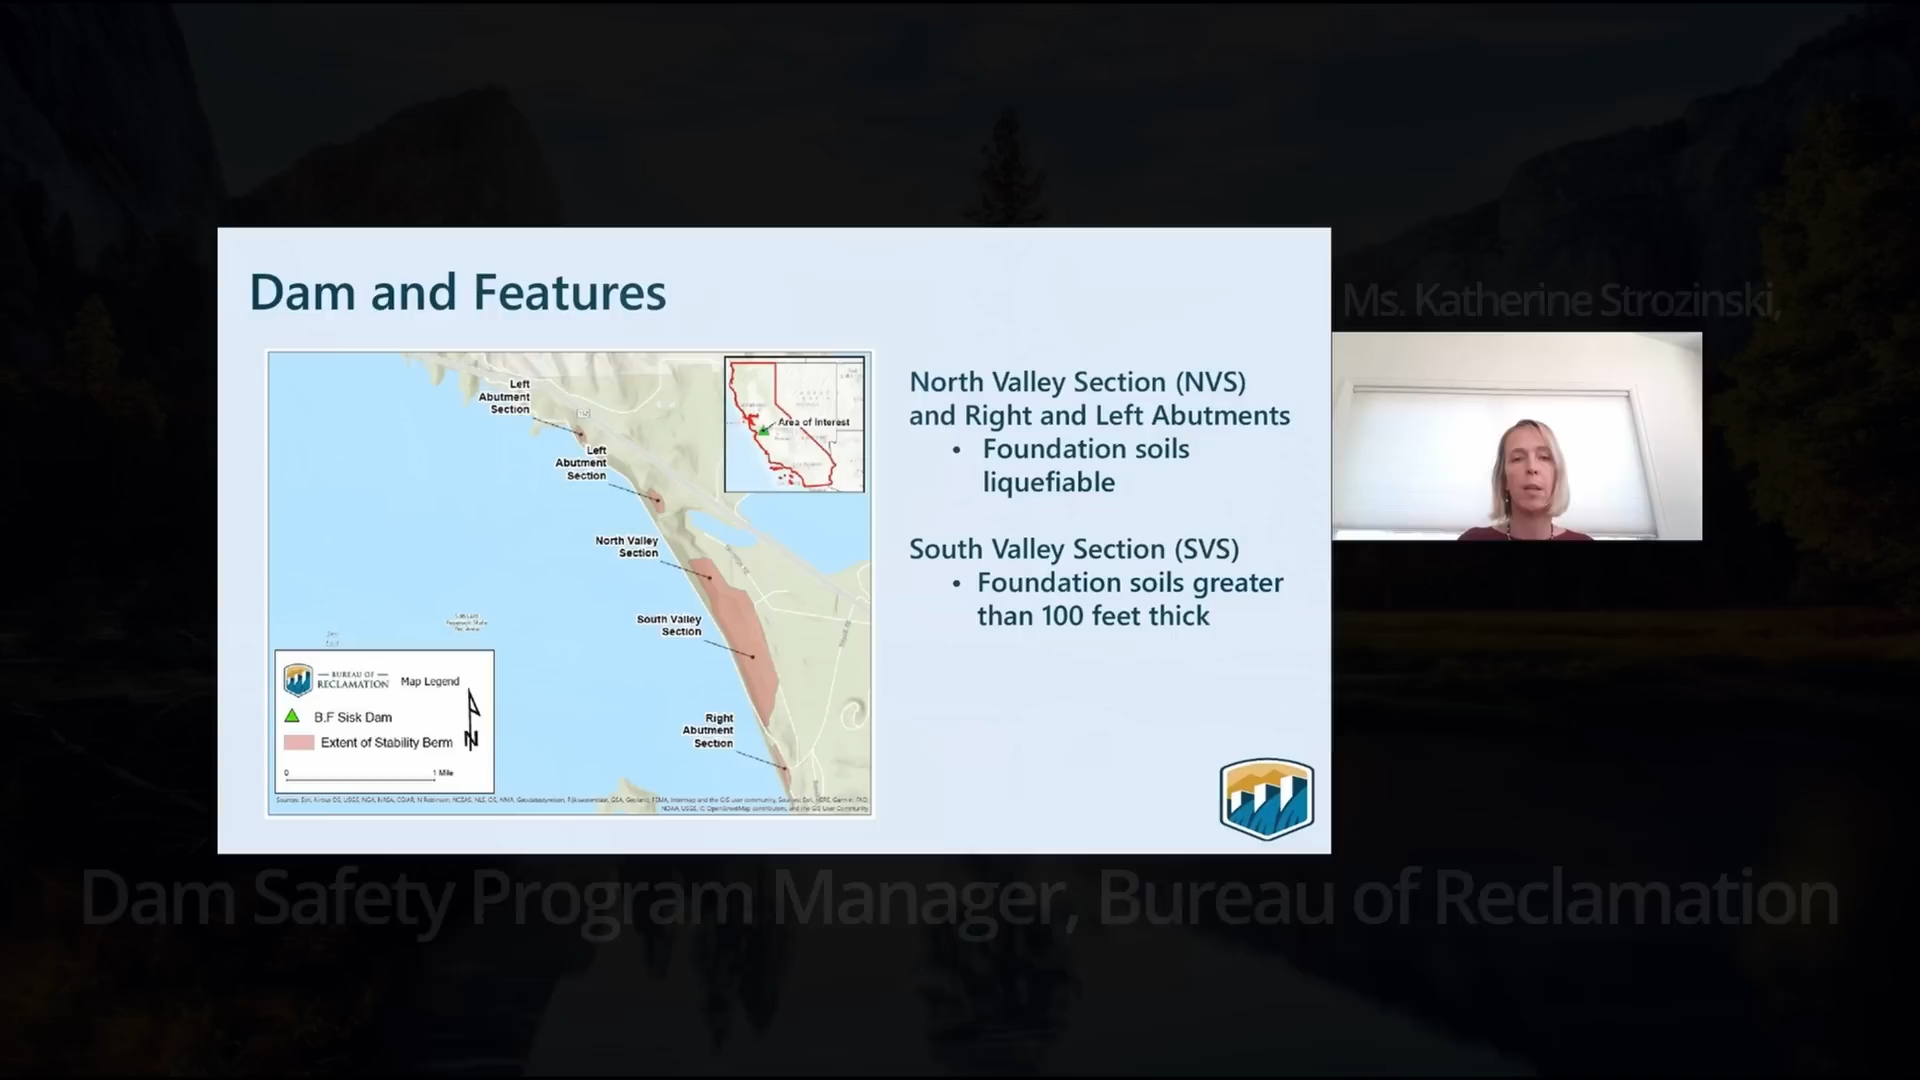 Dam and Features
Left
Abutment
Section
Left
Abutment
Section
North Valley
Section
South Valley
Section
Right
Abutment
Section
Area of Interest
BUREAU OF
RECLAMATION
Map Legend
B.F Sisk Dam
Extent of Stability Berm
N
0
1 Mile
North Valley Section (NVS)
and Right and Left Abutments
• Foundation soils
liquefiable
South Valley Section (SVS)
• Foundation soils greater
than 100 feet thick
Ms. Katherine Strozinski,
Dam Safety Program Manager, Bureau of Reclamation